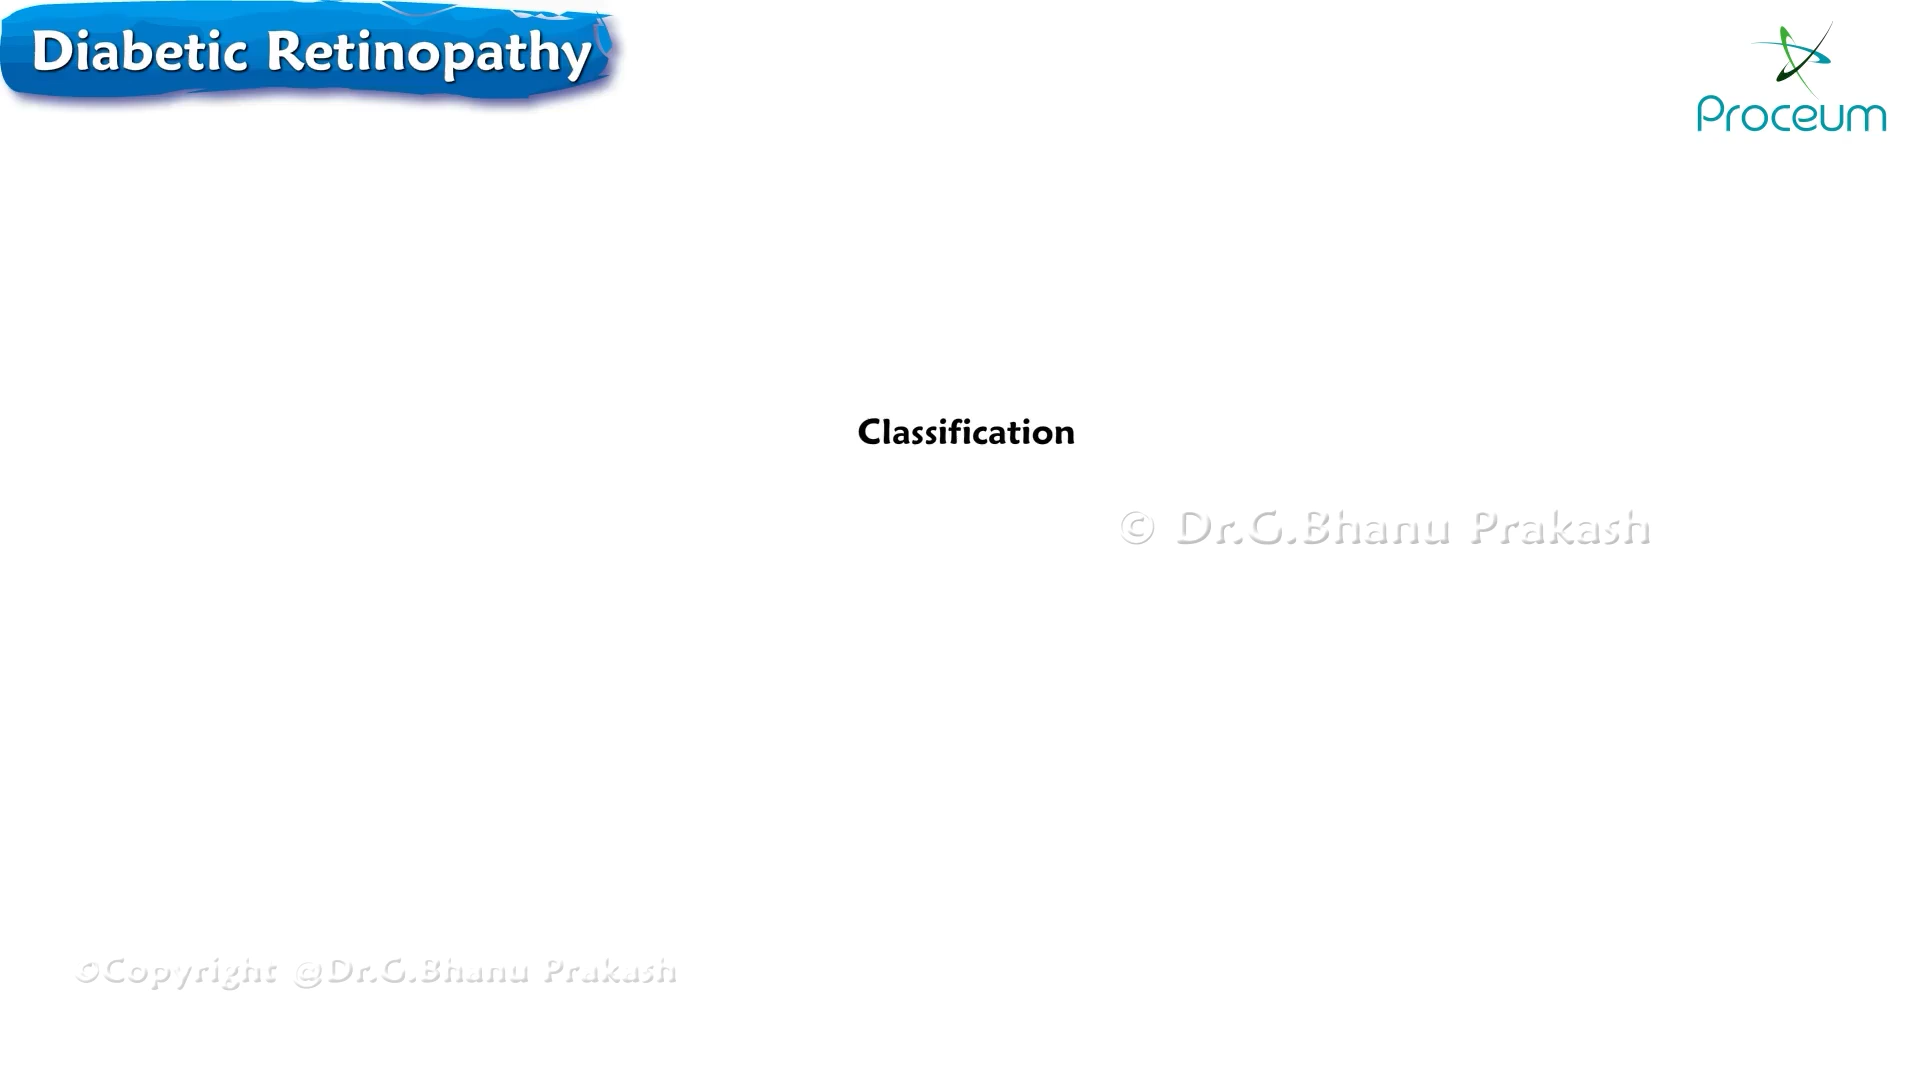 Diabetic Retinopathy
Proceum
Classification
© Dr.G.Bhanu Prakash
©Copyright @Dr.G.Bhanu Prakash